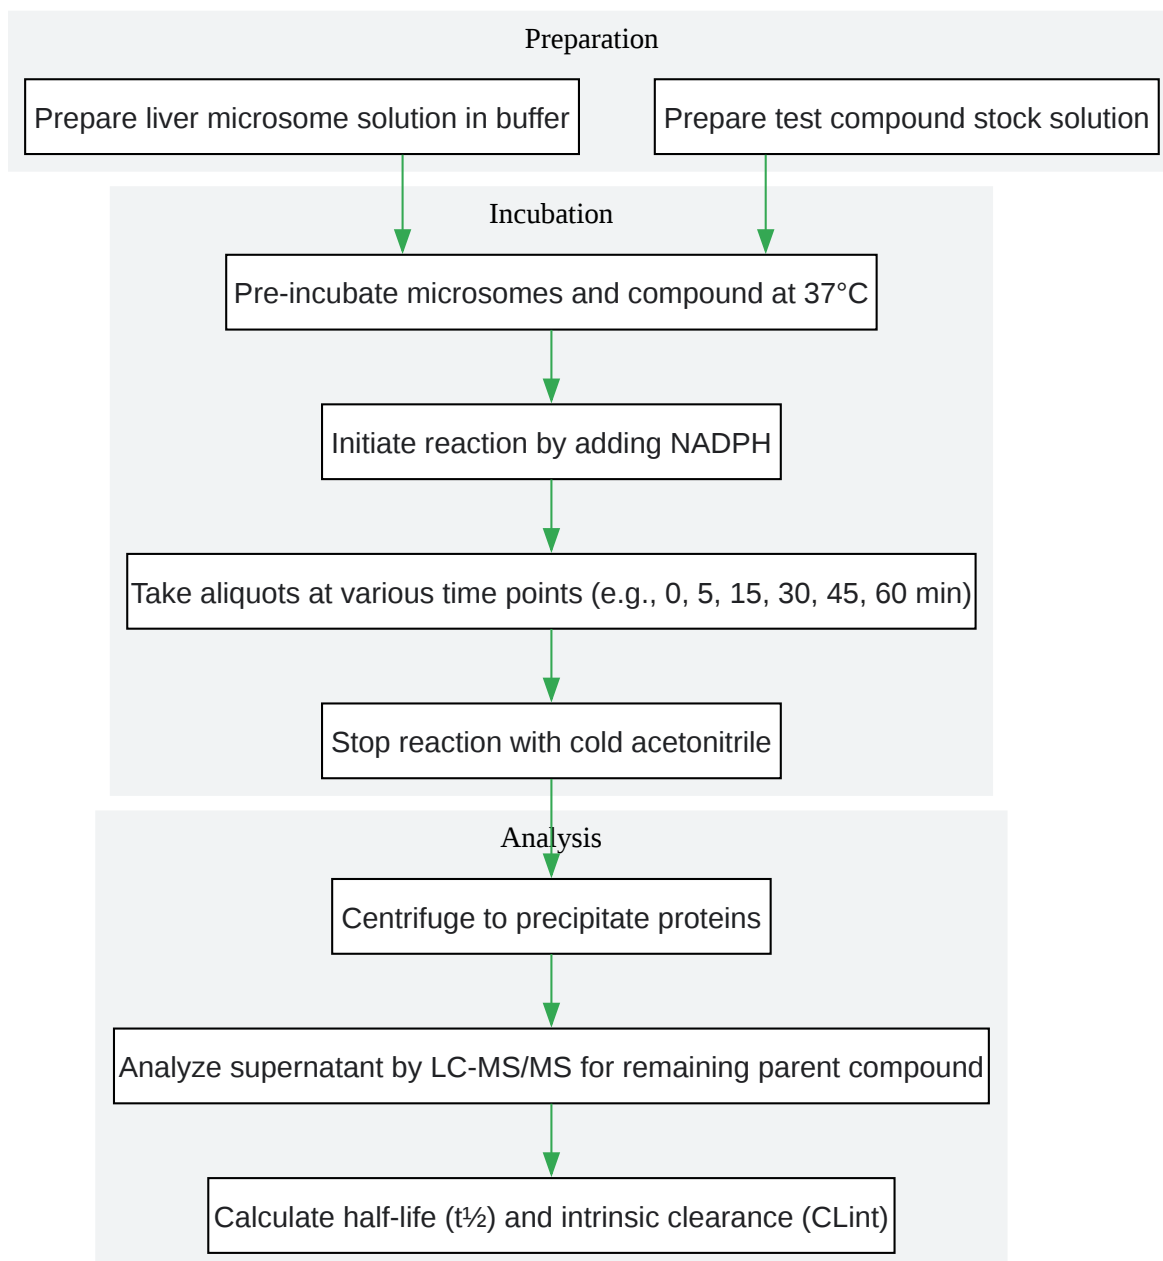 Preparation
Prepare liver microsome solution in buffer
Prepare test compound stock solution
Incubation
Pre-incubate microsomes and compound at 37°C
Initiate reaction by adding NADPH
Take aliquots at various time points (e.g., 0, 5, 15, 30, 45, 60 min)
Stop reaction with cold acetonitrile
Analysis
Centrifuge to precipitate proteins
Analyze supernatant by LC-MS/MS for remaining parent compound
Calculate half-life (t½) and intrinsic clearance (CLint)